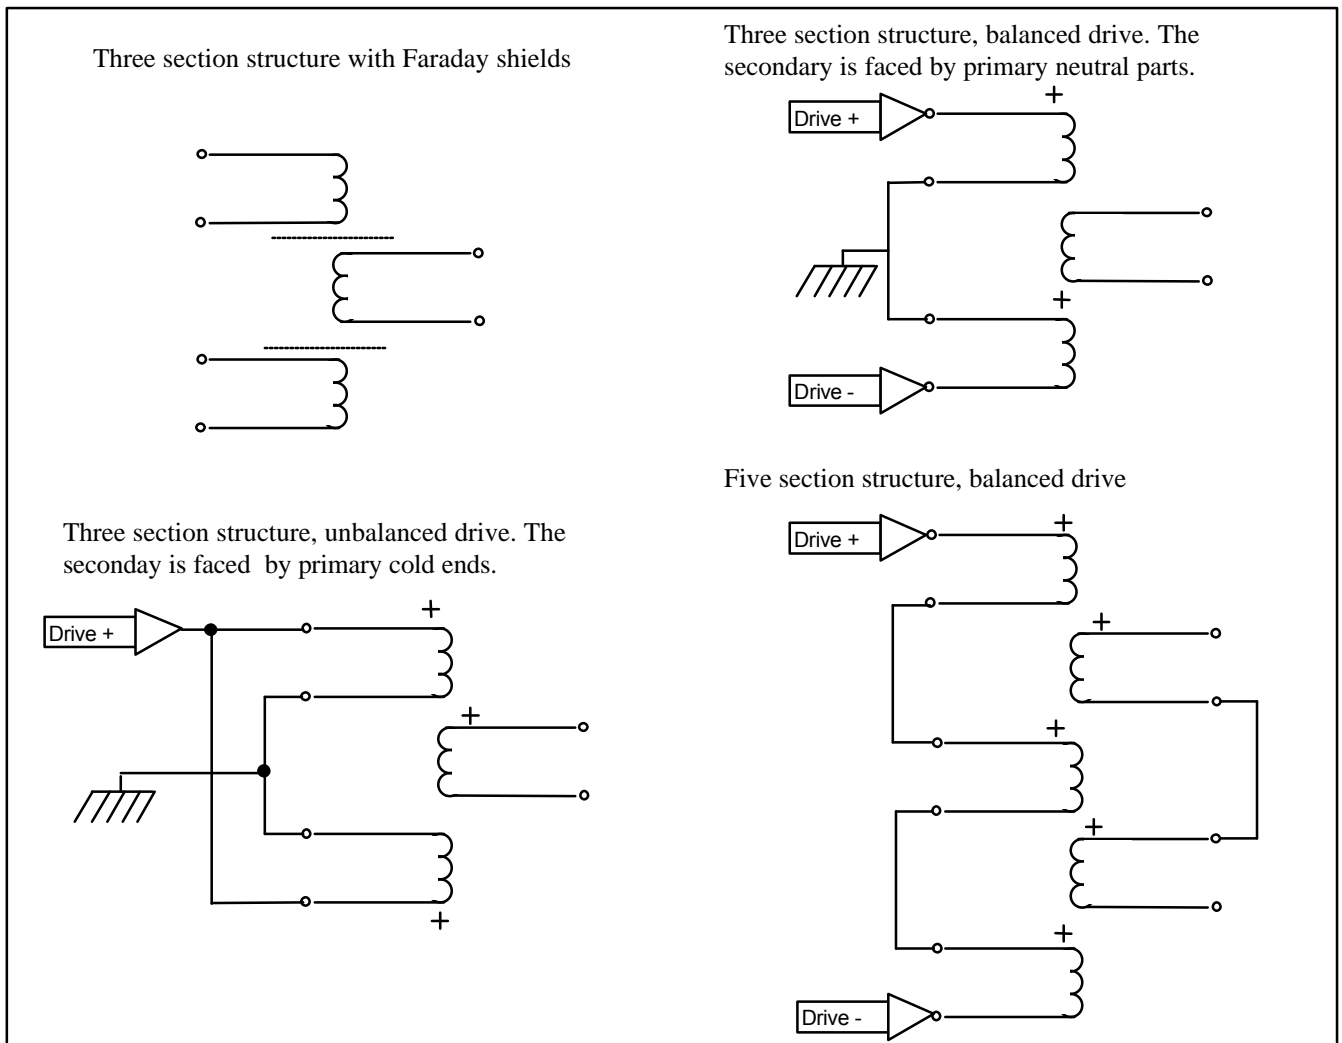 Three section structure with Faraday shields
Three section structure, balanced drive. The
secondary is faced by primary neutral parts.
+
Drive +
+
Drive -
Three section structure, unbalanced drive. The
seconday is faced  by primary cold ends.
+
Drive +
+
+
Five section structure, balanced drive
+
Drive +
+
+
+
+
Drive -